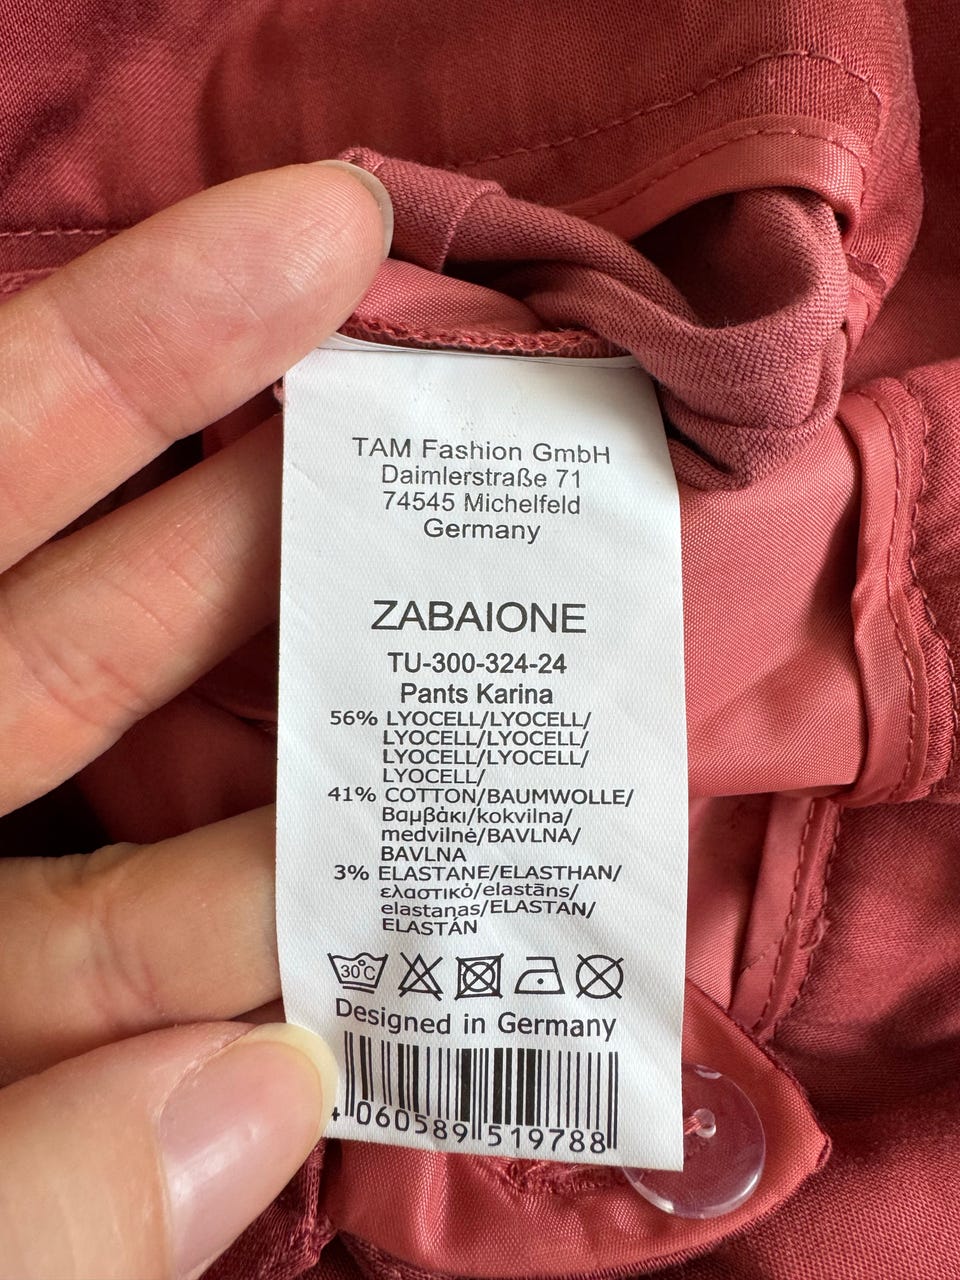 TAM Fashion GmbH
Daimlerstraße 71
74545 Michelfeld
Germany
ZABAIONE
TU-300-324-24
Pants Karina
56% LYOCELL/LYOCELL/
LYOCELL/LYOCELL/
LYOCELL/LYOCELL/
LYOCELL/
41% COTTON/BAUMWOLLE/
Βαμβάκι/kokvilna/
medvilnė/BAVLNA/
BAVLNA
3% ELASTANE/ELASTHAN/
ελαστικό/elastāns/
elastanas/ELASTAN/
ELASTÁN
30°C
Designed in Germany
4 060589 519788